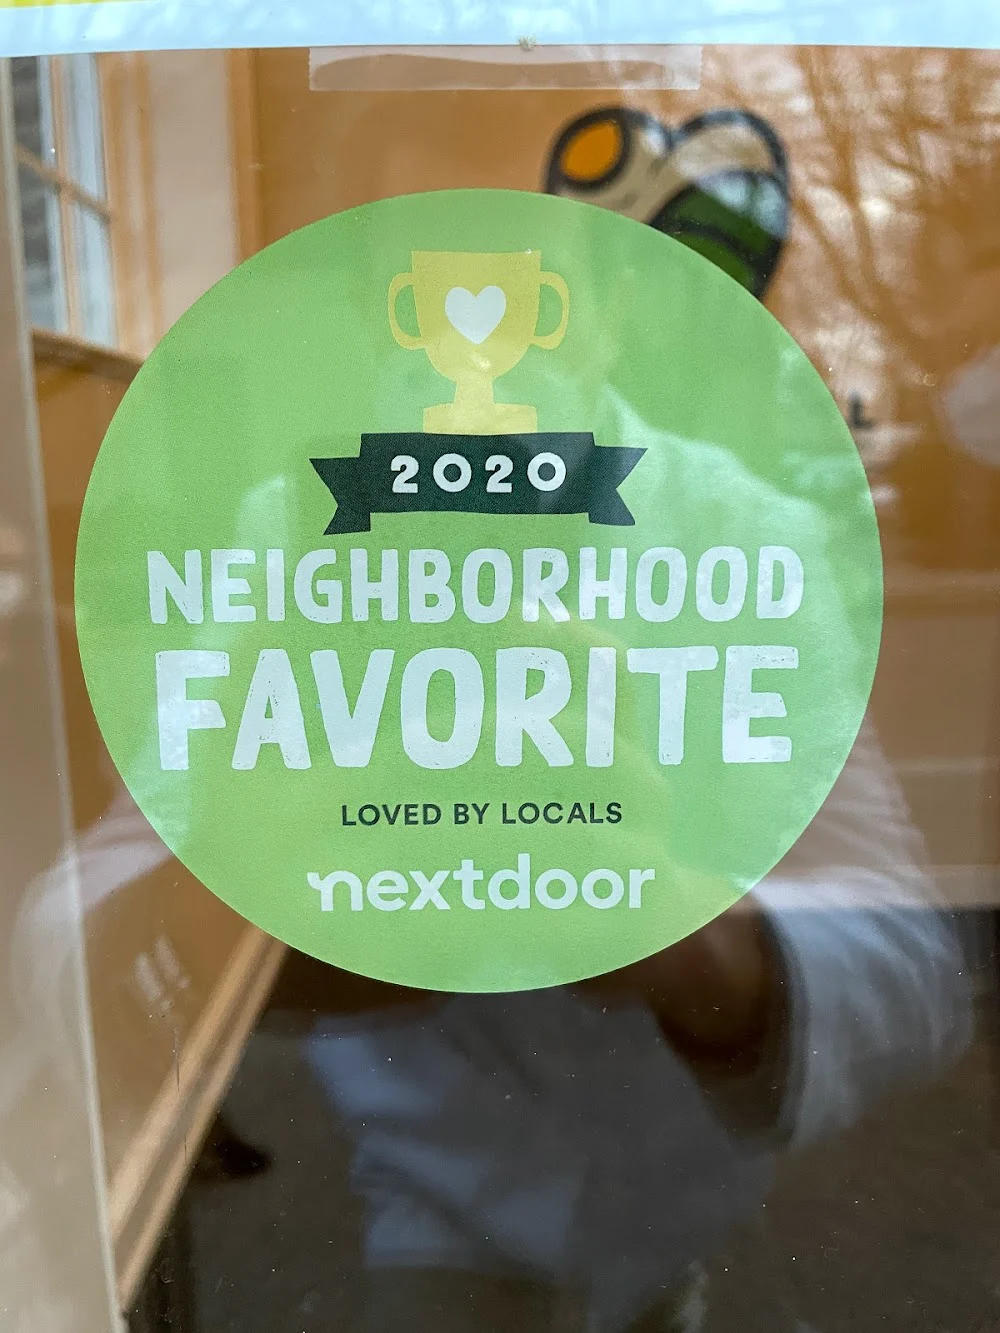 2020
NEIGHBORHOOD
FAVORITE
LOVED BY LOCALS
nextdoor